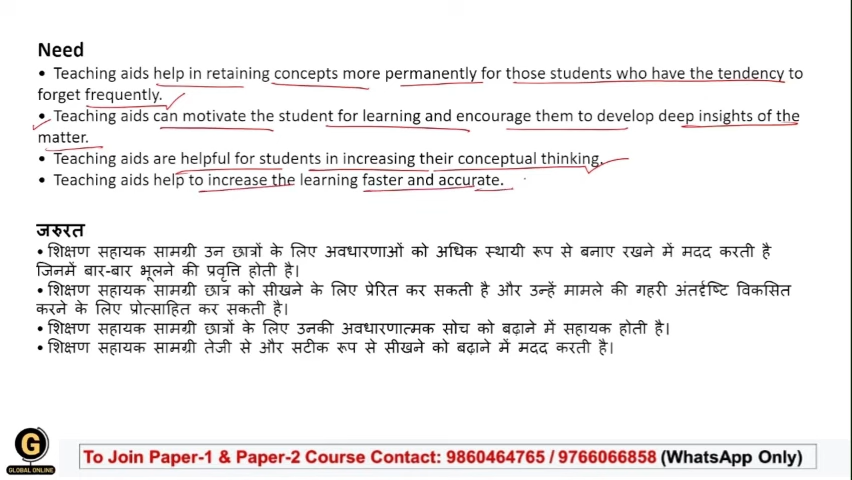 Need
• Teaching aids help in retaining concepts more permanently for those students who have the tendency to
forget frequently.
• Teaching aids can motivate the student for learning and encourage them to develop deep insights of the
matter.
• Teaching aids are helpful for students in increasing their conceptual thinking.
• Teaching aids help to increase the learning faster and accurate.
जरुरत
• शिक्षण सहायक सामग्री उन छात्रों के लिए अवधारणाओं को अधिक स्थायी रूप से बनाए रखने में मदद करती है
जिनमें बार-बार भूलने की प्रवृत्ति होती है।
• शिक्षण सहायक सामग्री छात्र को सीखने के लिए प्रेरित कर सकती है और उन्हें मामले की गहरी अंतर्दृष्टि विकसित
करने के लिए प्रोत्साहित कर सकती है।
• शिक्षण सहायक सामग्री छात्रों के लिए उनकी अवधारणात्मक सोच को बढ़ाने में सहायक होती है।
• शिक्षण सहायक सामग्री तेजी से और सटीक रूप से सीखने को बढ़ाने में मदद करती है।
G
GLOBAL ONLINE
To Join Paper-1 & Paper-2 Course Contact: 9860464765 / 9766066858 (WhatsApp Only)